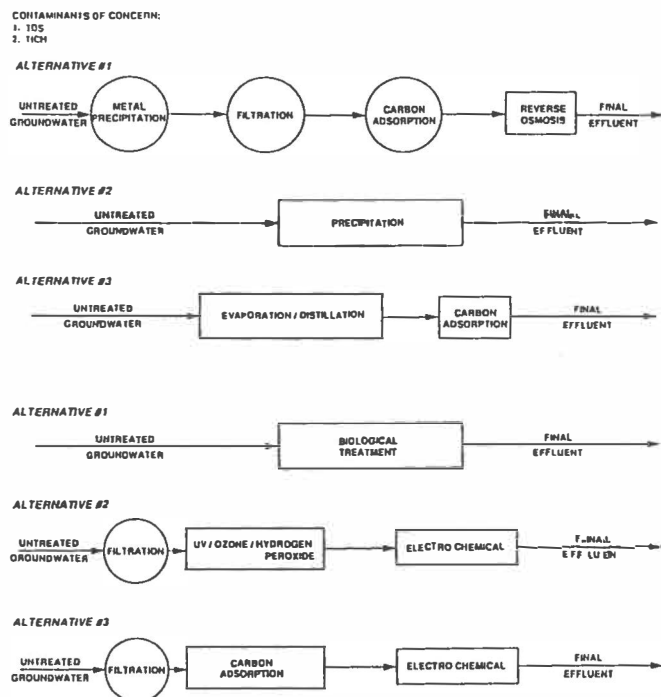 CONTAMINANTS OF CONCERN:
1. TDS
2. TICH
ALTERNATIVE #1
UNTREATED
GROUNDWATER
METAL
PRECIPITATION
FILTRATION
CARBON
ADSORPTION
REVERSE
OSMOSIS
FINAL
EFFLUENT
ALTERNATIVE #2
UNTREATED
GROUNDWATER
PRECIPITATION
FINAL
EFFLUENT
ALTERNATIVE #3
UNTREATED
GROUNDWATER
EVAPORATION / DISTILLATION
CARBON
ADSORPTION
FINAL
EFFLUENT
ALTERNATIVE #1
UNTREATED
GROUNDWATER
BIOLOGICAL
TREATMENT
FINAL
EFFLUENT
ALTERNATIVE #2
UNTREATED
GROUNDWATER
FILTRATION
UV / OZONE / HYDROGEN
PEROXIDE
ELECTRO CHEMICAL
FINAL
EFFLUEN
ALTERNATIVE #3
UNTREATED
GROUNDWATER
FILTRATION
CARBON
ADSORPTION
ELECTRO CHEMICAL
FINAL
EFFLUENT